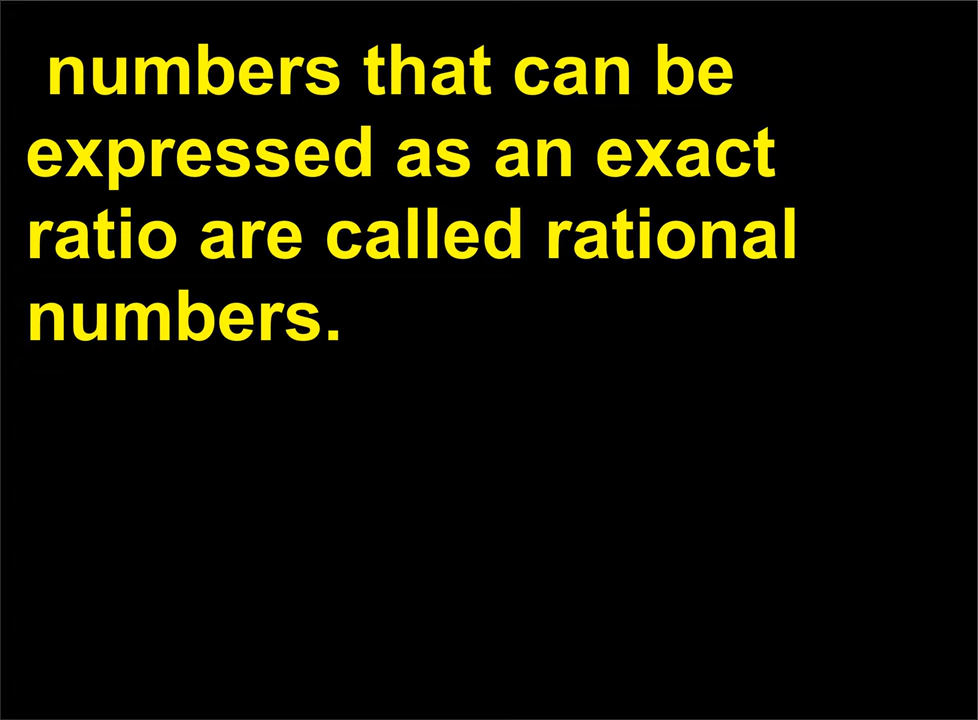 numbers that can be
expressed as an exact
ratio are called rational
numbers.